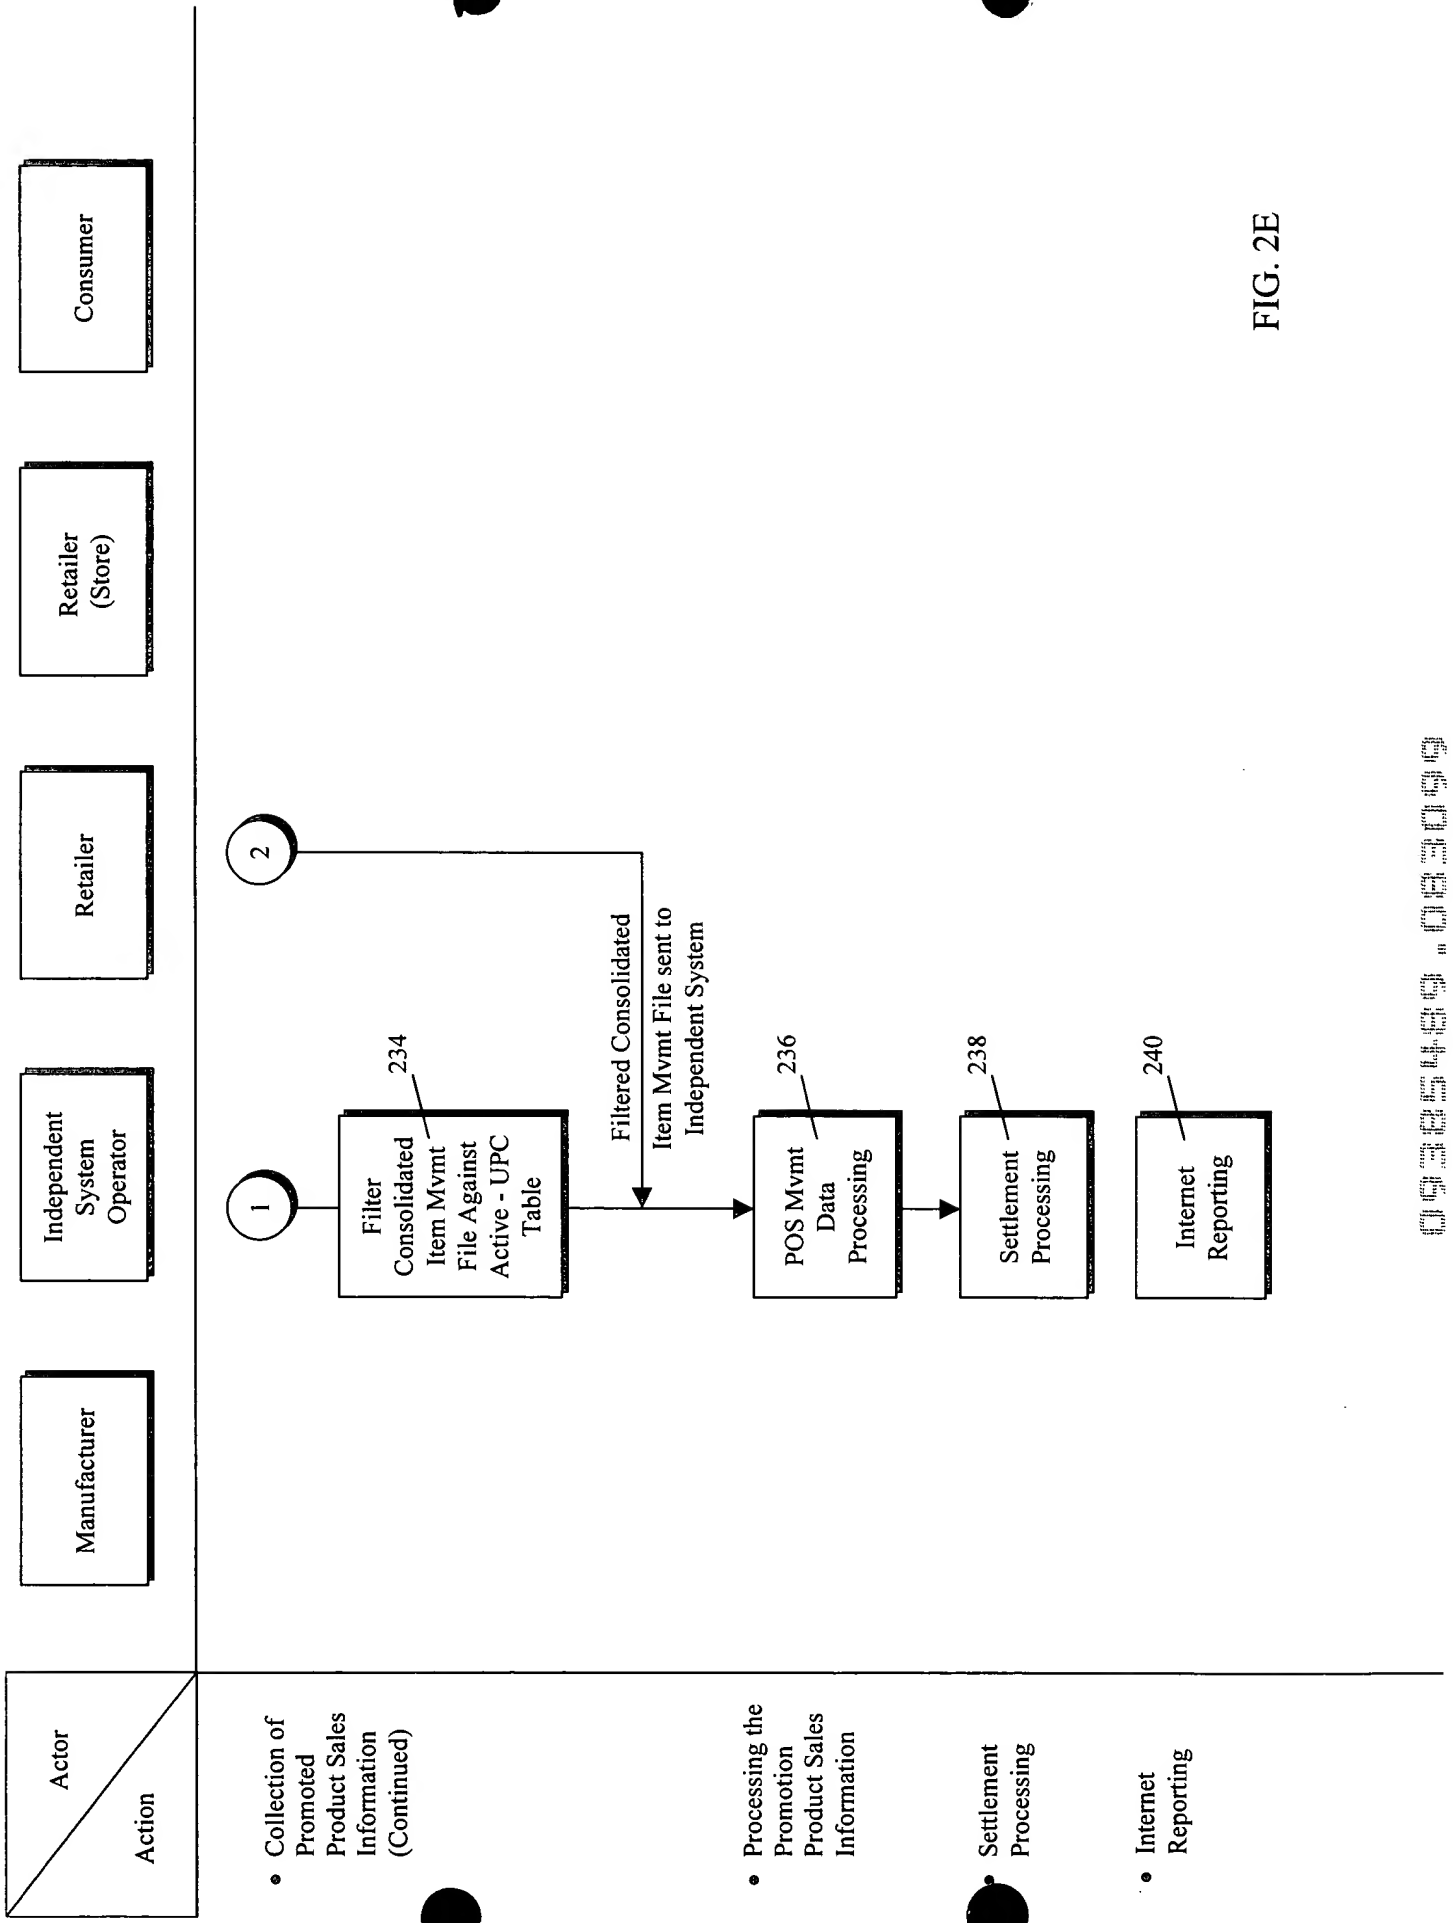 Actor
Action
Manufacturer
Independent
System
Operator
Retailer
Retailer
(Store)
Consumer
• Collection of
Promoted
Product Sales
Information
(Continued)
1
2
Filter
Consolidated
Item Mvmt
File Against
Active - UPC
Table
234
Filtered Consolidated
Item Mvmt File sent to
Independent System
• Processing the
Promotion
Product Sales
Information
POS Mvmt
Data
Processing
236
• Settlement
Processing
Settlement
Processing
238
• Internet
Reporting
Internet
Reporting
240
FIG. 2E